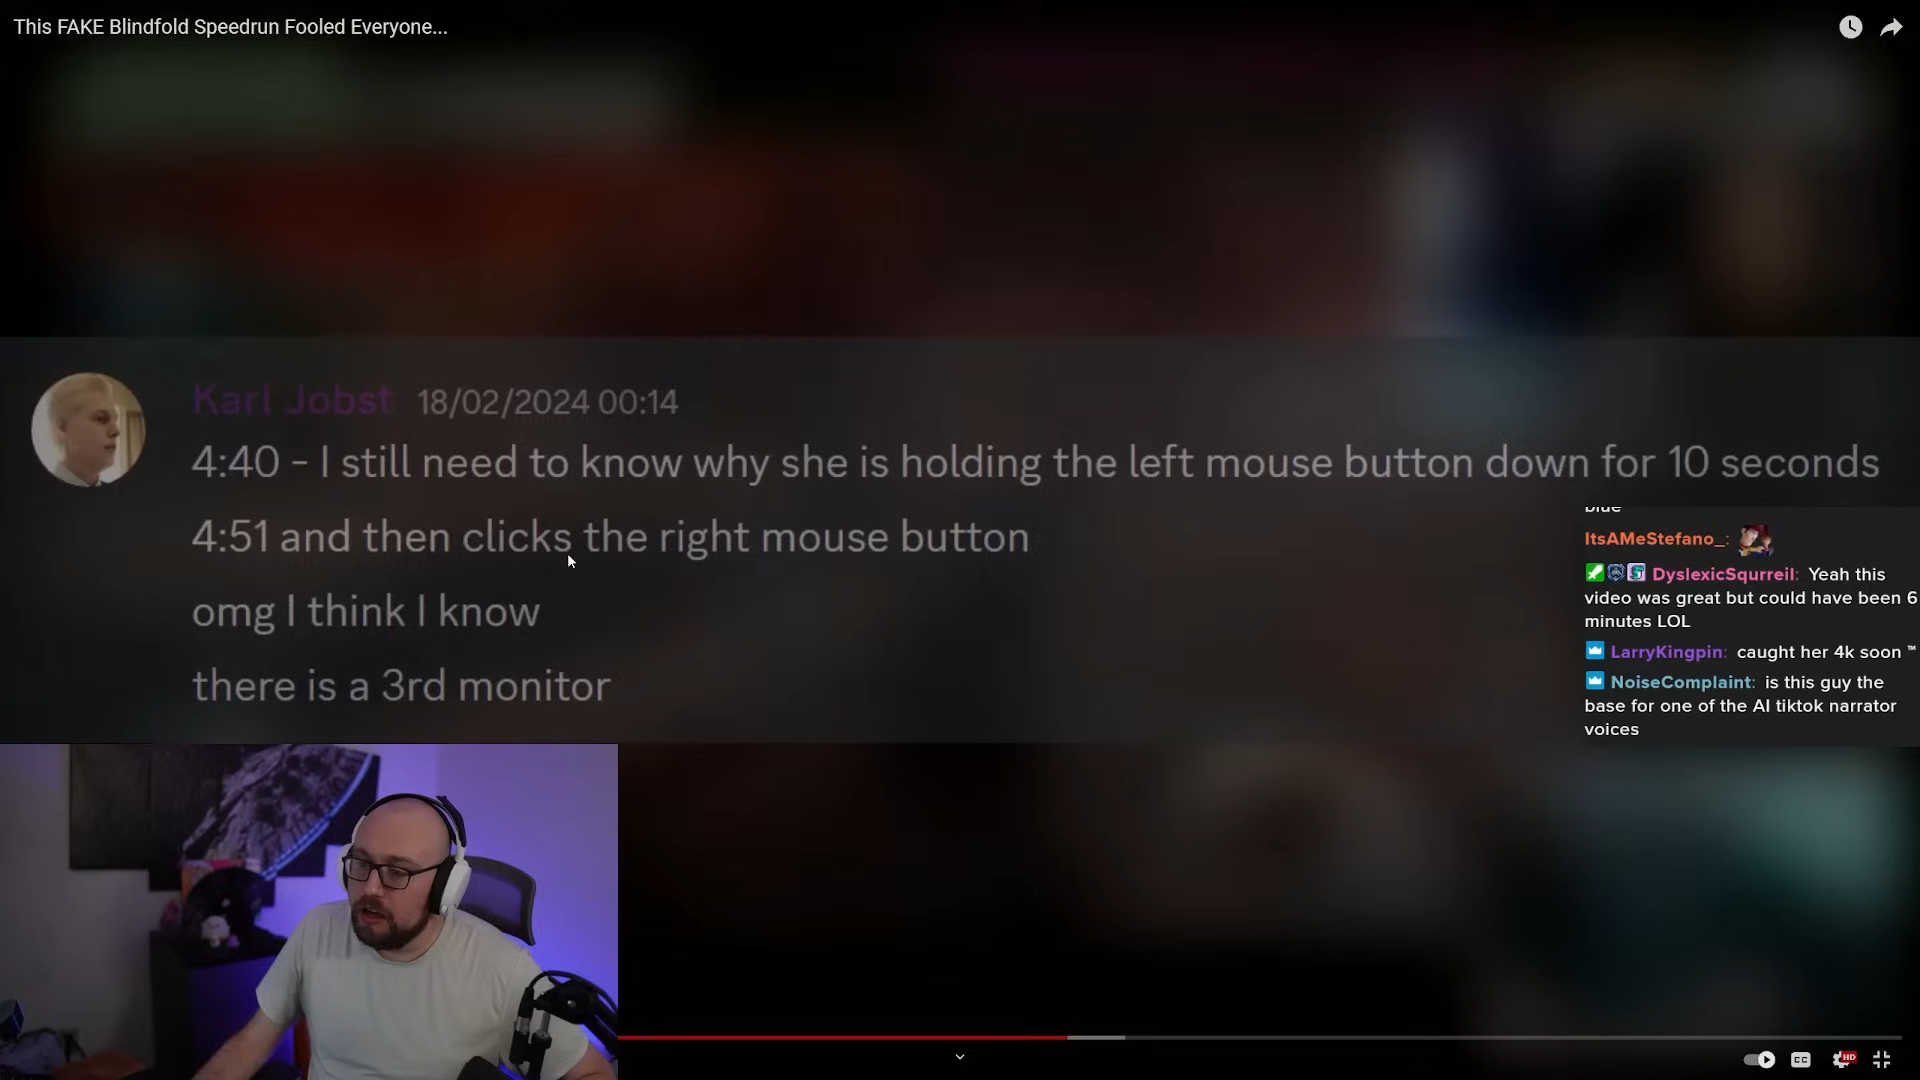 This FAKE Blindfold Speedrun Fooled Everyone...
Karl Jobst 18/02/2024 00:14
4:40 - I still need to know why she is holding the left mouse button down for 10 seconds
4:51 and then clicks the right mouse button
omg I think I know
there is a 3rd monitor
blue
ItsAMeStefano_:
DyslexicSqurreil: Yeah this
video was great but could have been 6
minutes LOL
LarryKingpin: caught her 4k soon ™
NoiseComplaint: is this guy the
base for one of the AI tiktok narrator
voices
CC
HD